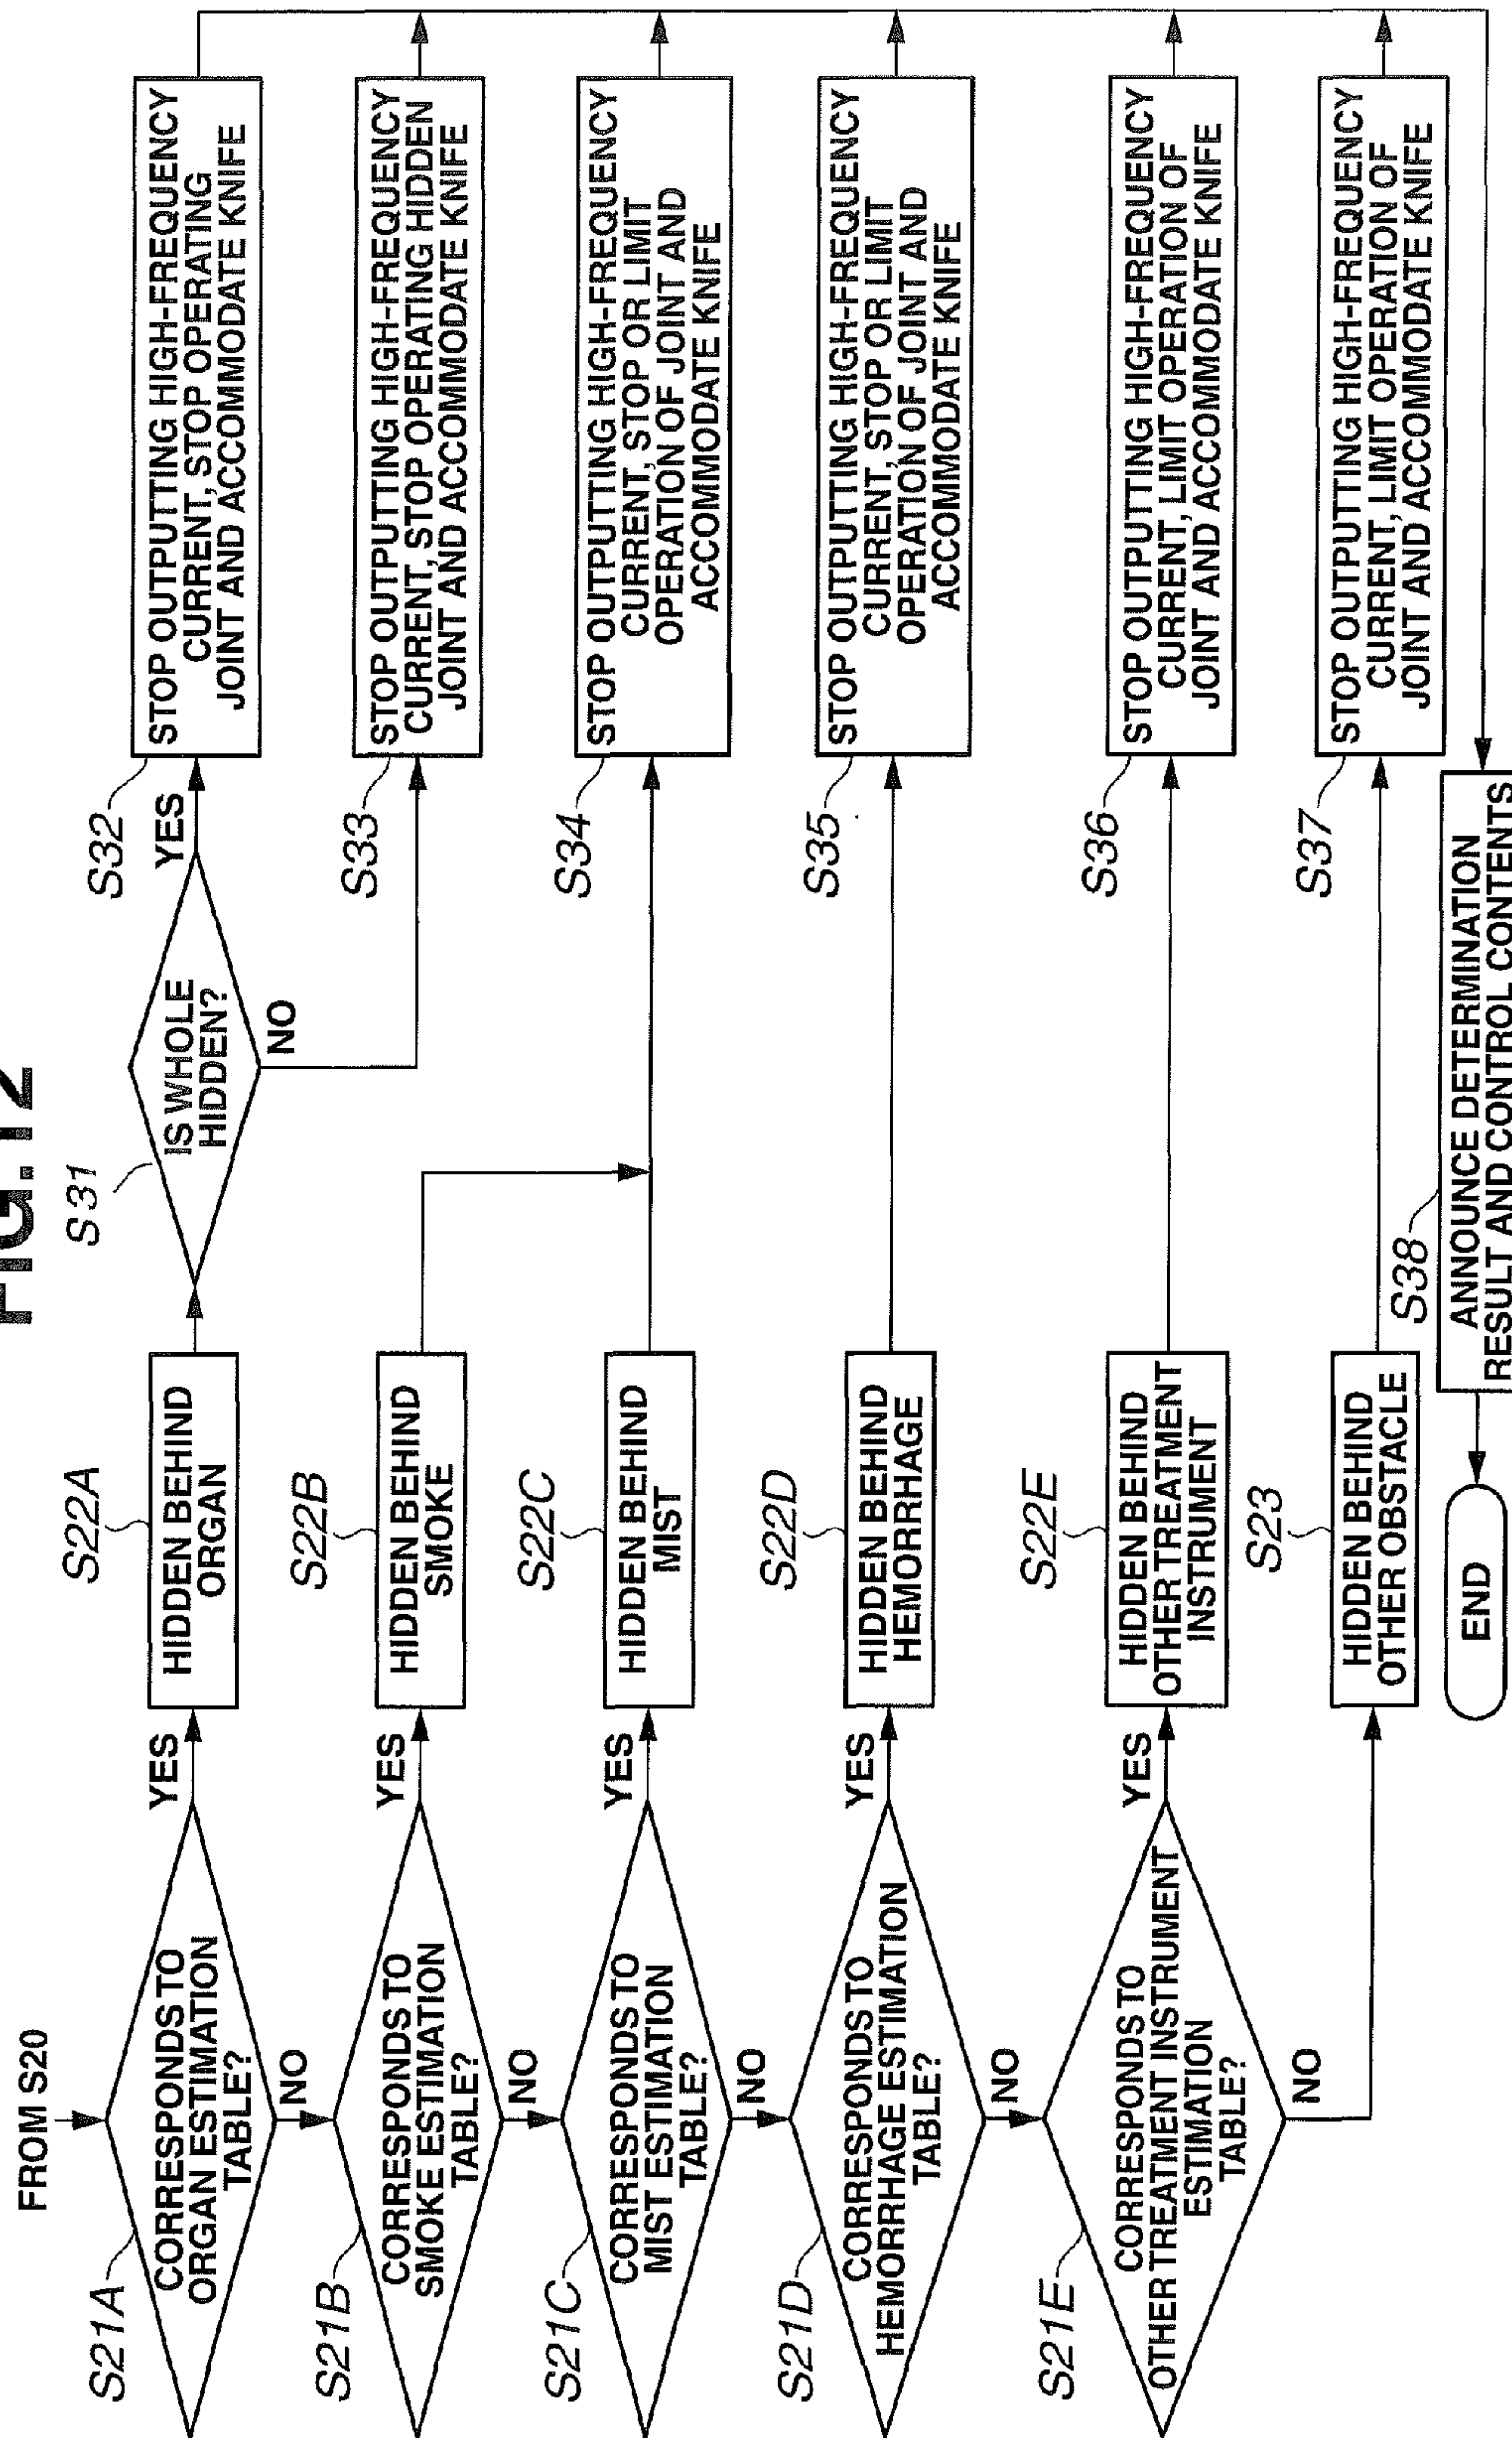 FIG.12
FROM S20
S21A
CORRESPONDS TO
ORGAN ESTIMATION
TABLE?
YES
NO
S22A
HIDDEN BEHIND
ORGAN
S31
IS WHOLE
HIDDEN?
YES
NO
S32
STOP OUTPUTTING HIGH-FREQUENCY
CURRENT, STOP OPERATING
JOINT AND ACCOMMODATE KNIFE
S21B
CORRESPONDS TO
SMOKE ESTIMATION
TABLE?
YES
NO
S22B
HIDDEN BEHIND
SMOKE
S33
STOP OUTPUTTING HIGH-FREQUENCY
CURRENT, STOP OPERATING HIDDEN
JOINT AND ACCOMMODATE KNIFE
S21C
CORRESPONDS TO
MIST ESTIMATION
TABLE?
YES
NO
S22C
HIDDEN BEHIND
MIST
S34
STOP OUTPUTTING HIGH-FREQUENCY
CURRENT, STOP OR LIMIT
OPERATION OF JOINT AND
ACCOMMODATE KNIFE
S21D
CORRESPONDS TO
HEMORRHAGE ESTIMATION
TABLE?
YES
NO
S22D
HIDDEN BEHIND
HEMORRHAGE
S35
STOP OUTPUTTING HIGH-FREQUENCY
CURRENT, STOP OR LIMIT
OPERATION OF JOINT AND
ACCOMMODATE KNIFE
S21E
CORRESPONDS TO
OTHER TREATMENT INSTRUMENT
ESTIMATION
TABLE?
YES
NO
S22E
HIDDEN BEHIND
OTHER TREATMENT
INSTRUMENT
S36
STOP OUTPUTTING HIGH-FREQUENCY
CURRENT, LIMIT OPERATION OF
JOINT AND ACCOMMODATE KNIFE
S23
HIDDEN BEHIND
OTHER OBSTACLE
S37
STOP OUTPUTTING HIGH-FREQUENCY
CURRENT, LIMIT OPERATION OF
JOINT AND ACCOMMODATE KNIFE
S38
ANNOUNCE DETERMINATION
RESULT AND CONTROL CONTENTS
END